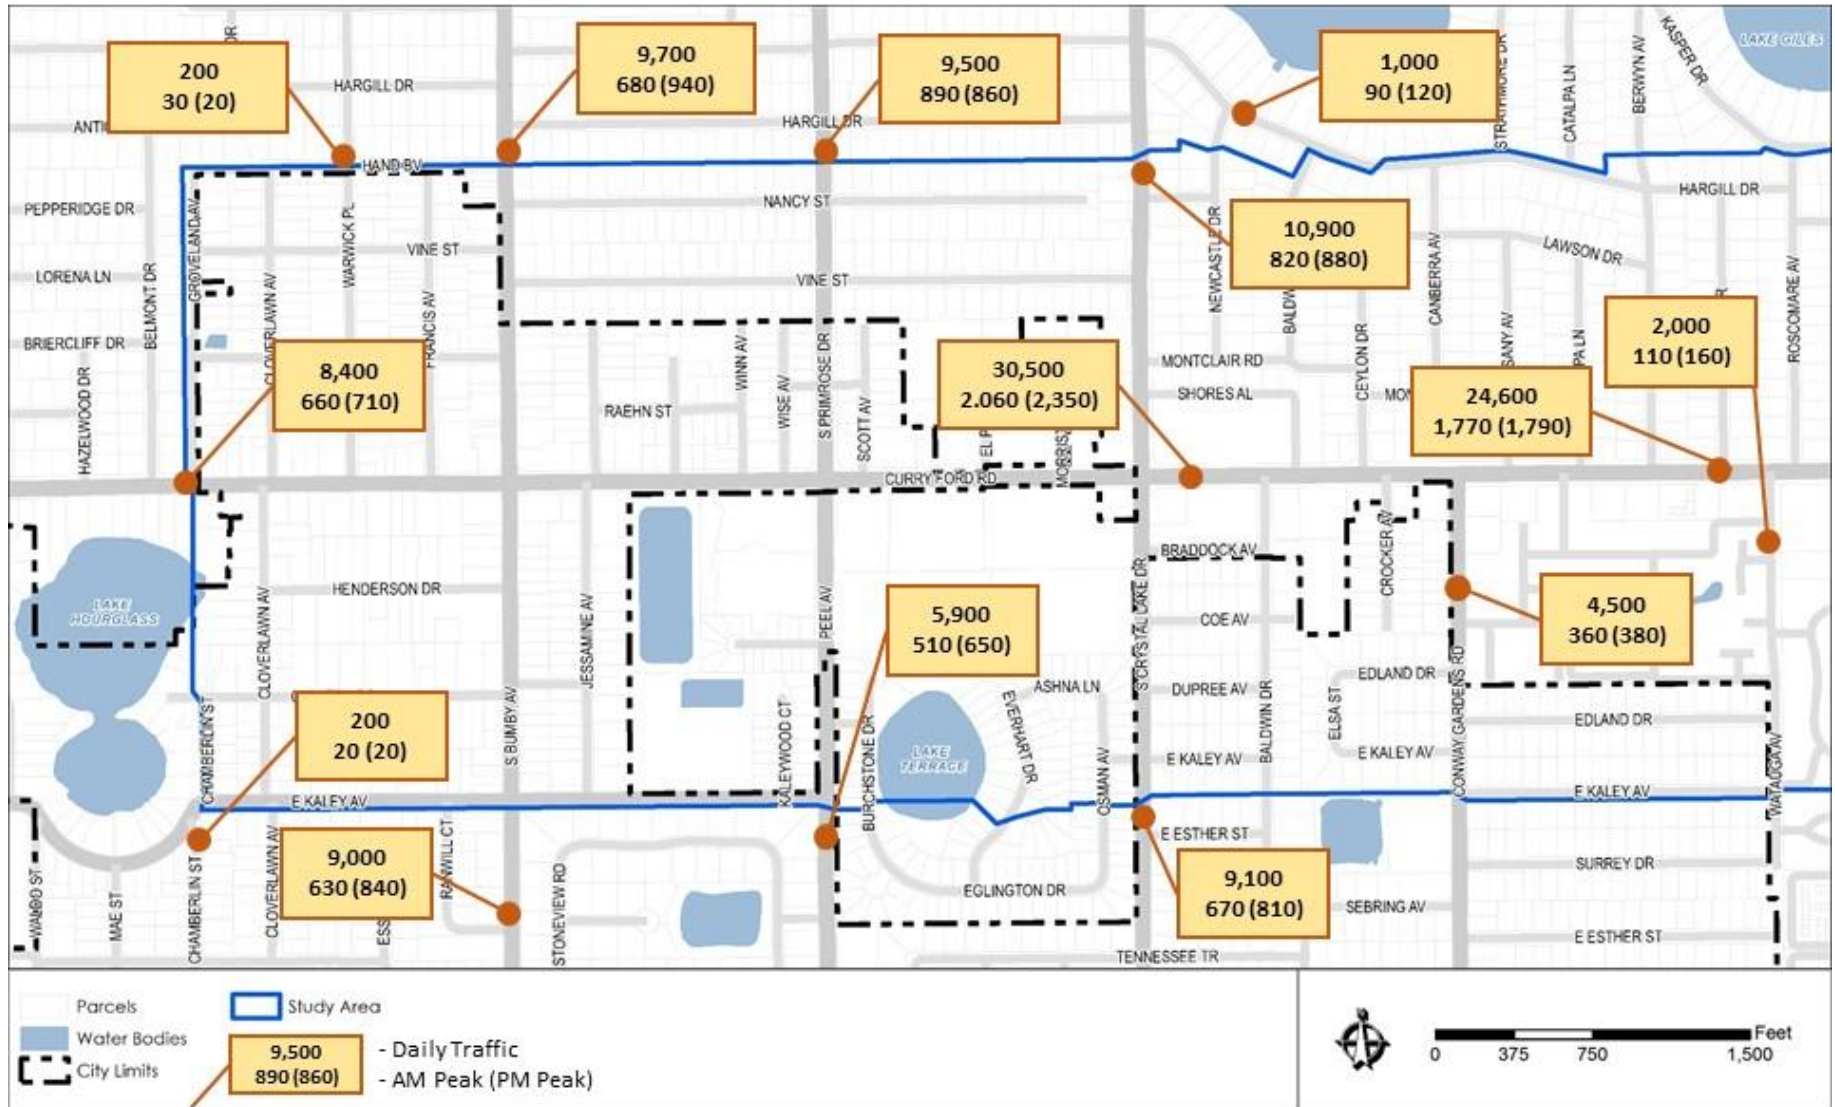 200
30 (20)
9,700
680 (940)
9,500
890 (860)
1,000
90 (120)
KASPER DR
LAKE GILES
BERWYN AV
CATALPA LN
STRATHMORE DR
DR
HARGILL DR
HARGILL DR
HAND BV
PEPPERIDGE DR
NANCY ST
HARGILL DR
10,900
820 (880)
GROVELAND AV
WARWICK PL
VINE ST
VINE ST
LAWSON DR
NEWCASTLE DR
CANBERRA AV
ROSCOMARE AV
LORENA LN
BELMONT DR
CLOVERLAWN AV
FRANCIS AV
BRIERCLIFF DR
HAZELWOOD DR
8,400
660 (710)
RAEHN ST
WINN AV
WISE AV
S PRIMROSE DR
SCOTT AV
30,500
2.060 (2,350)
MONTCLAIR RD
SHORES AL
CEYLON DR
2,000
110 (160)
24,600
1,770 (1,790)
CURRY FORD RD
LAKE
HOURGLASS
CLOVERLAWN AV
HENDERSON DR
JESSAMINE AV
S BUMBY AV
PEEL AV
5,900
510 (650)
S CRYSTAL LAKE DR
BRADDOCK AV
CROCKER AV
COE AV
4,500
360 (380)
EDLAND DR
CONWAY GARDENS RD
DUPREE AV
BALDWIN DR
ELSA ST
EDLAND DR
E KALEY AV
E KALEY AV
E KALEY AV
WATAUGA AV
ASHNA LN
EVERHART DR
LAKE
TERRACE
BURCHSTONE DR
KALEYWOOD CT
OSMAN AV
200
20 (20)
CHAMBERLIN ST
E KALEY AV
9,000
630 (840)
MAE ST
CHAMBERLIN ST
CLOVERLAWN AV
STONEVIEW RD
EGLINGTON DR
E ESTHER ST
9,100
670 (810)
SURREY DR
SEBRING AV
E ESTHER ST
TENNESSEE TR
Parcels
Water Bodies
City Limits
Study Area
9,500
890 (860)
- Daily Traffic
- AM Peak (PM Peak)
Feet
0 375 750 1,500